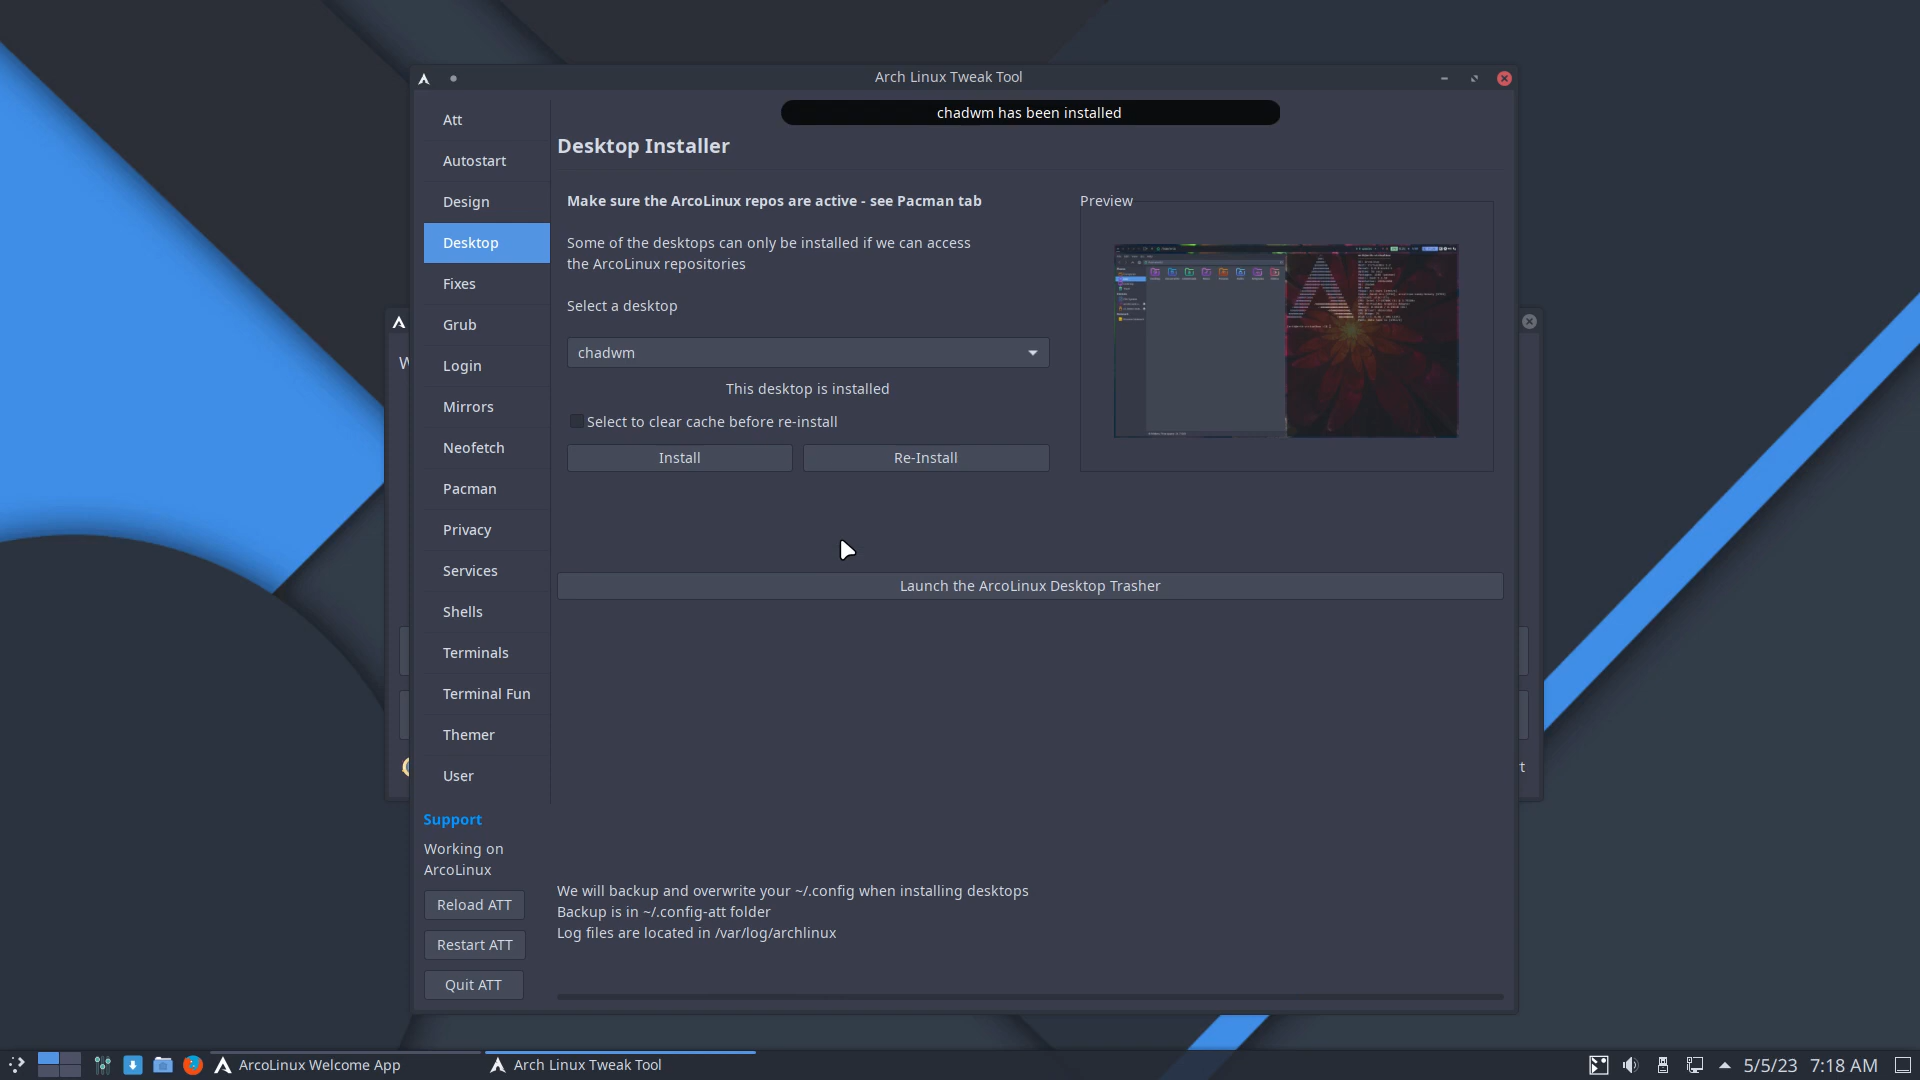 Arch Linux Tweak Tool
chadwm has been installed
Att
Autostart
Design
Desktop
Fixes
Grub
Login
Mirrors
Neofetch
Pacman
Privacy
Services
Shells
Terminals
Terminal Fun
Themer
User
Support
Working on
ArcoLinux
Reload ATT
Restart ATT
Quit ATT
Desktop Installer
Make sure the ArcoLinux repos are active - see Pacman tab
Some of the desktops can only be installed if we can access
the ArcoLinux repositories
Select a desktop
chadwm
This desktop is installed
Select to clear cache before re-install
Install
Re-Install
Preview
Launch the ArcoLinux Desktop Trasher
We will backup and overwrite your ~/.config when installing desktops
Backup is in ~/.config-att folder
Log files are located in /var/log/archlinux
W
t
ArcoLinux Welcome App
Arch Linux Tweak Tool
5/5/23
7:18 AM